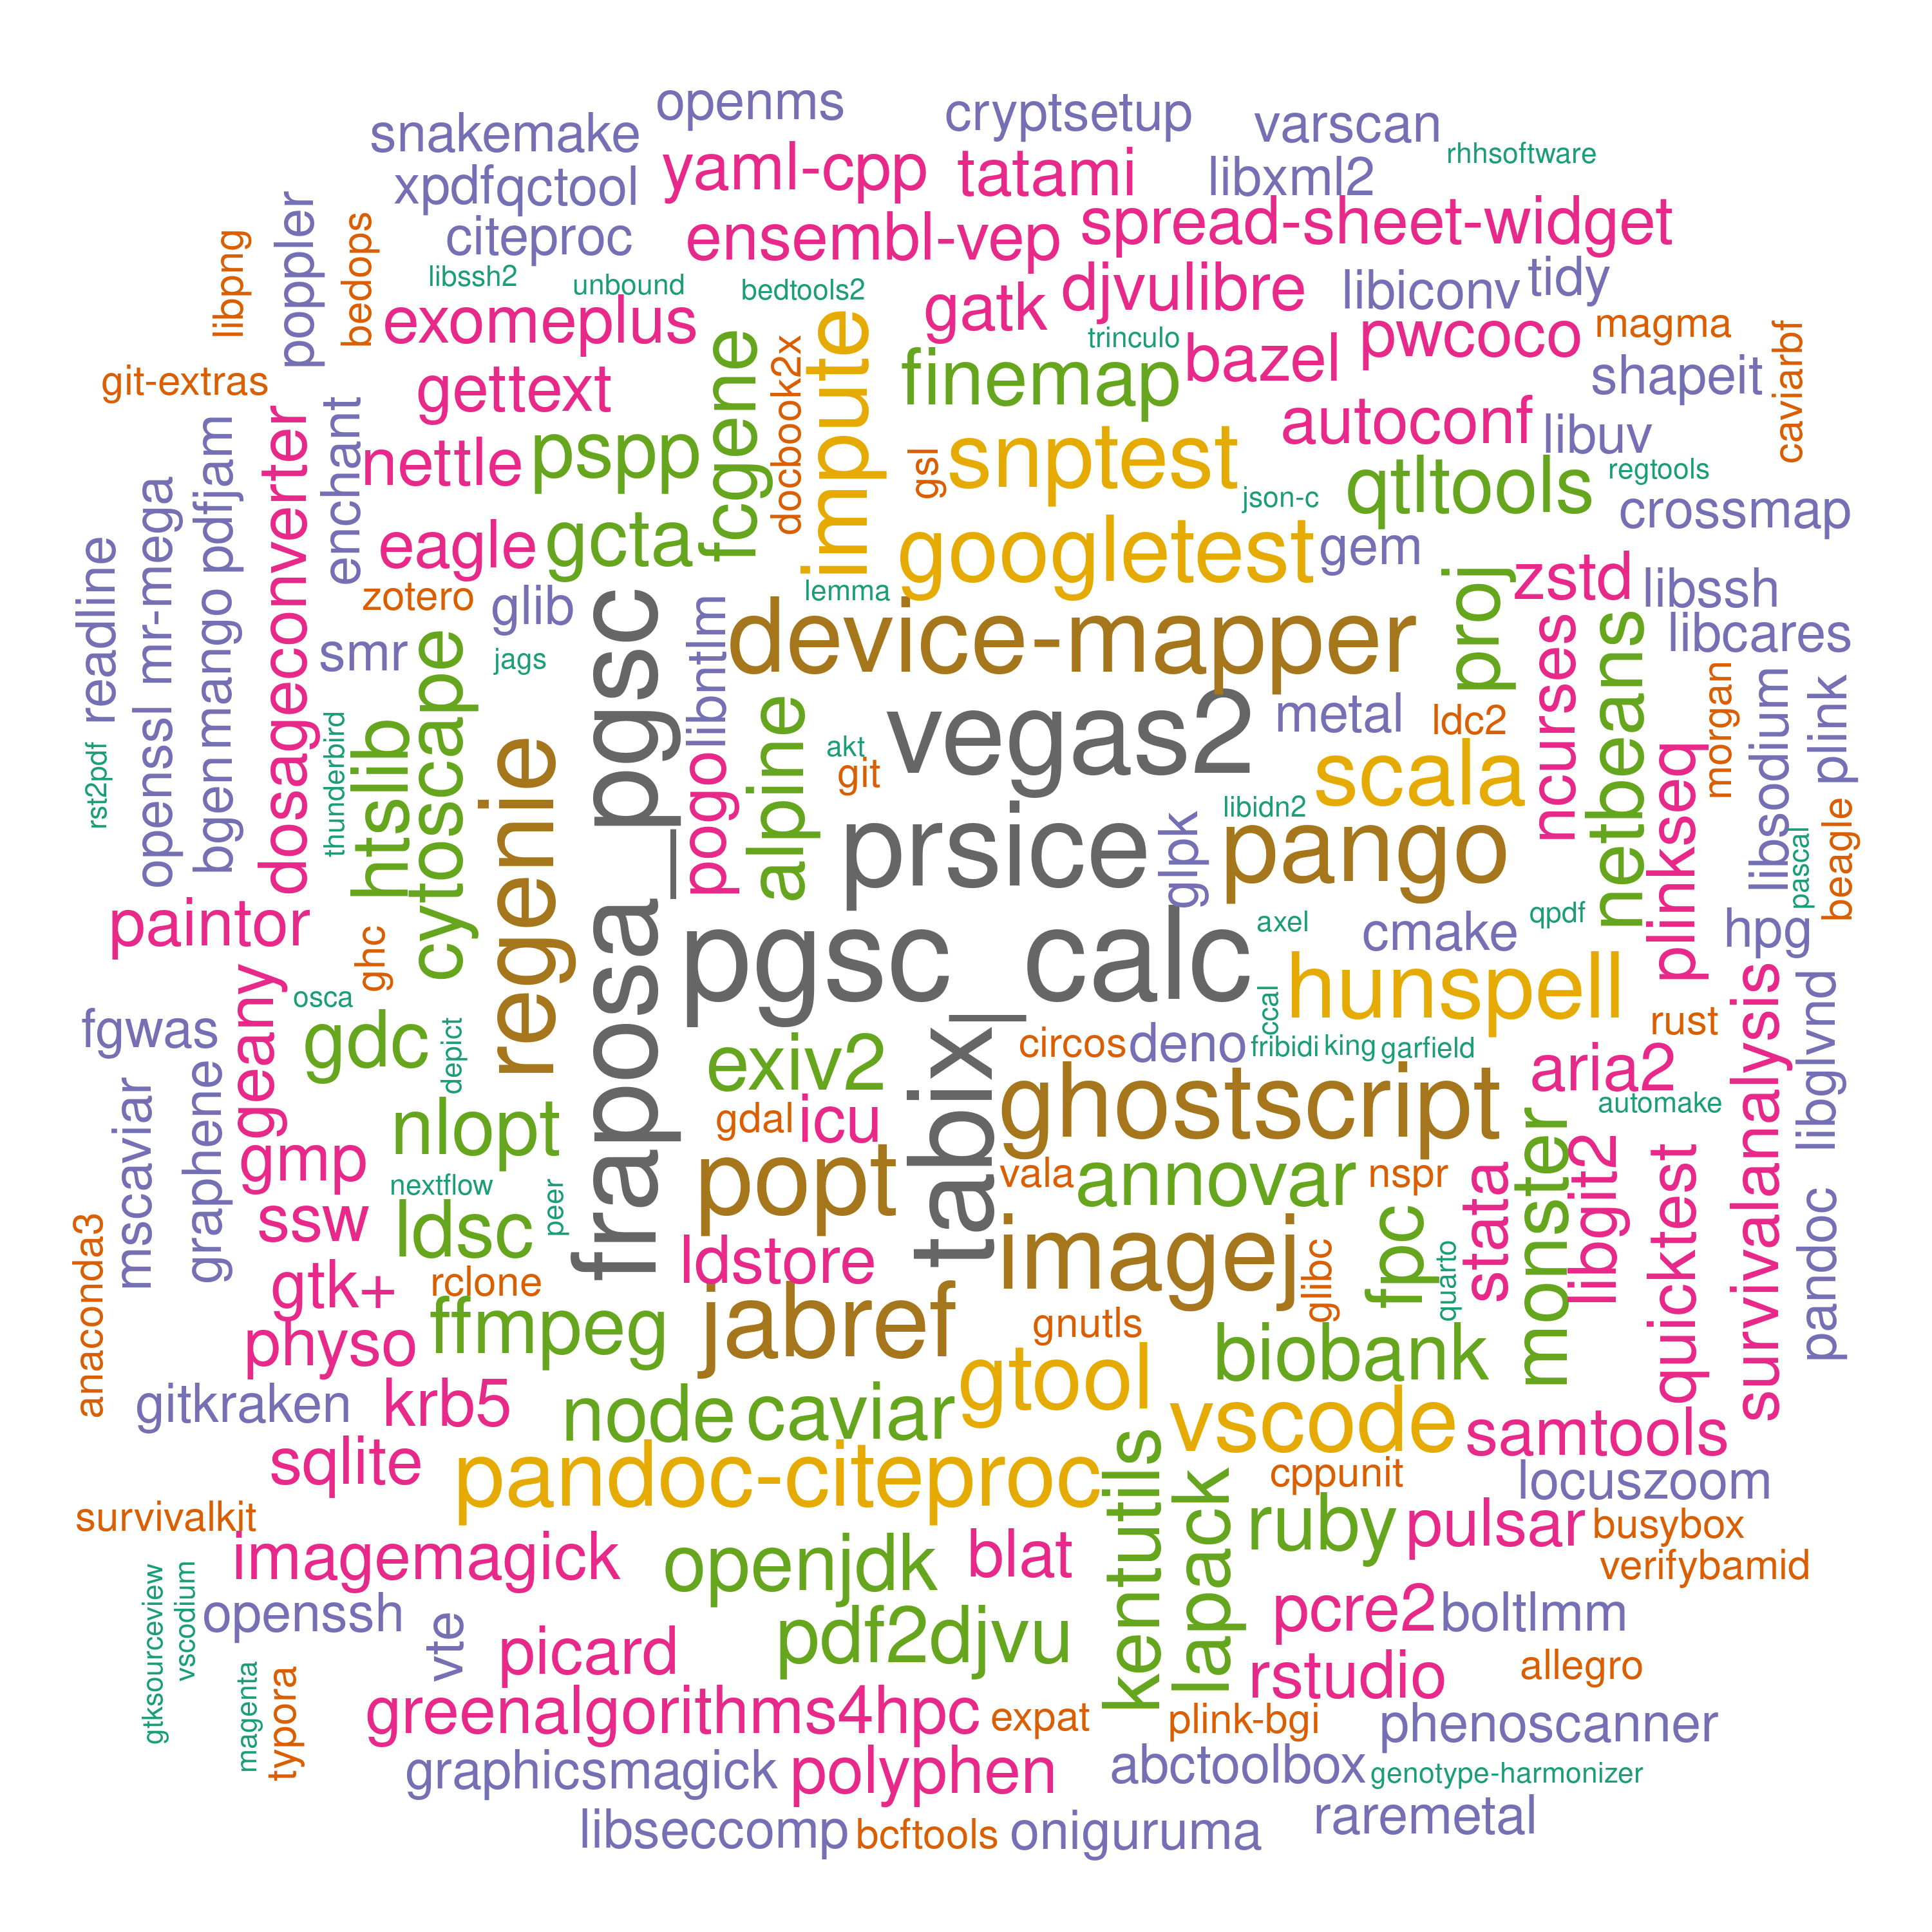 openms
cryptsetup
varscan
snakemake
rhhsoftware
yaml-cpp
tatami
libxml2
xpdf
qctool
spread-sheet-widget
citeproc
ensembl-vep
poppler
bedops
libpng
libssh2
unbound
bedtools2
djvulibre
libiconv
tidy
gatk
exomeplus
trinculo
bazel
pwcoco
magma
caviarbf
git-extras
gettext
fcgene
docbook2x
impute
finemap
shapeit
autoconf
libuv
nettle
pspp
gsl
snptest
qtltools
regtools
json-c
crossmap
enchant
dosageconverter
pdfjam
mr-mega
readline
eagle
gcta
googletest
gem
proj
zstd
libssh
zotero
glib
lemma
libntlm
device-mapper
ncurses
netbeans
libcares
smr
jags
cytoscape
fraposa_pgsc
mango
openssl
bgen
rst2pdf
thunderbird
htslib
regenie
pogo
alpine
akt
git
vegas2
metal
ldc2
morgan
libsodium
plink
scala
libidn2
plinkseq
prsice
glpk
pango
pascal
beagle
paintor
ghc
pgsc_calc
axel
cmake
qpdf
hpg
hunspell
osca
fgwas
geany
gdc
depict
exiv2
tabix
circos
deno
ccal
fribidi
king
garfield
rust
aria2
survivalanalysis
libglvnd
automake
mscaviar
graphene
nlopt
gdal
icu
ghostscript
monster
libgit2
quicktest
gmp
nextflow
peer
popt
vala
annovar
nspr
stata
ssw
ldsc
ldstore
imagej
glibc
fpc
quarto
pandoc
anaconda3
gtk+
rclone
physo
ffmpeg
jabref
gnutls
biobank
gtool
gitkraken
krb5
node
caviar
vscode
samtools
sqlite
pandoc-citeproc
kentutils
lapack
cppunit
locuszoom
survivalkit
ruby
pulsar
busybox
imagemagick
openjdk
blat
verifybamid
gtksourceview
vscodium
openssh
vte
picard
pdf2djvu
pcre2
boltlmm
magenta
typora
rstudio
allegro
greenalgorithms4hpc
expat
plink-bgi
phenoscanner
graphicsmagick
polyphen
abctoolbox
genotype-harmonizer
libseccomp
bcftools
oniguruma
raremetal